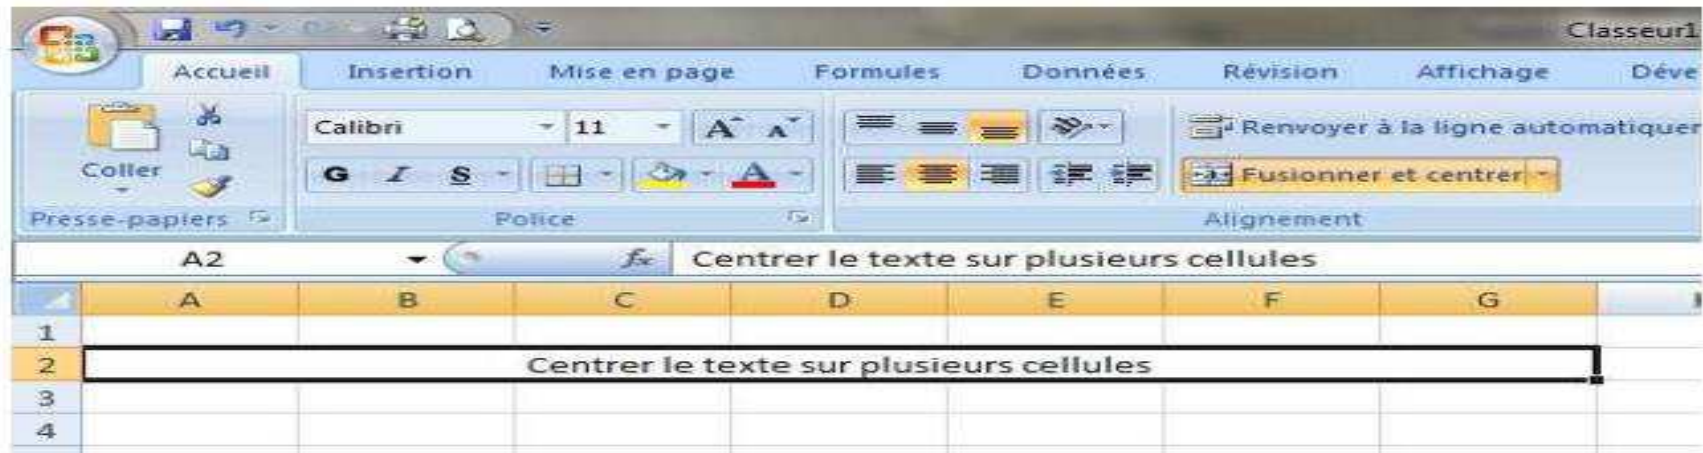 Classeur1
Accueil Insertion Mise en page Formules Données Révision Affichage Déve
Coller Calibri 11 A A Renvoyer à la ligne automatiquer
G I S A Fusionner et centrer
Presse-papiers Police Alignement
A2 fx Centrer le texte sur plusieurs cellules
A B C D E F G
1
2 Centrer le texte sur plusieurs cellules
3
4